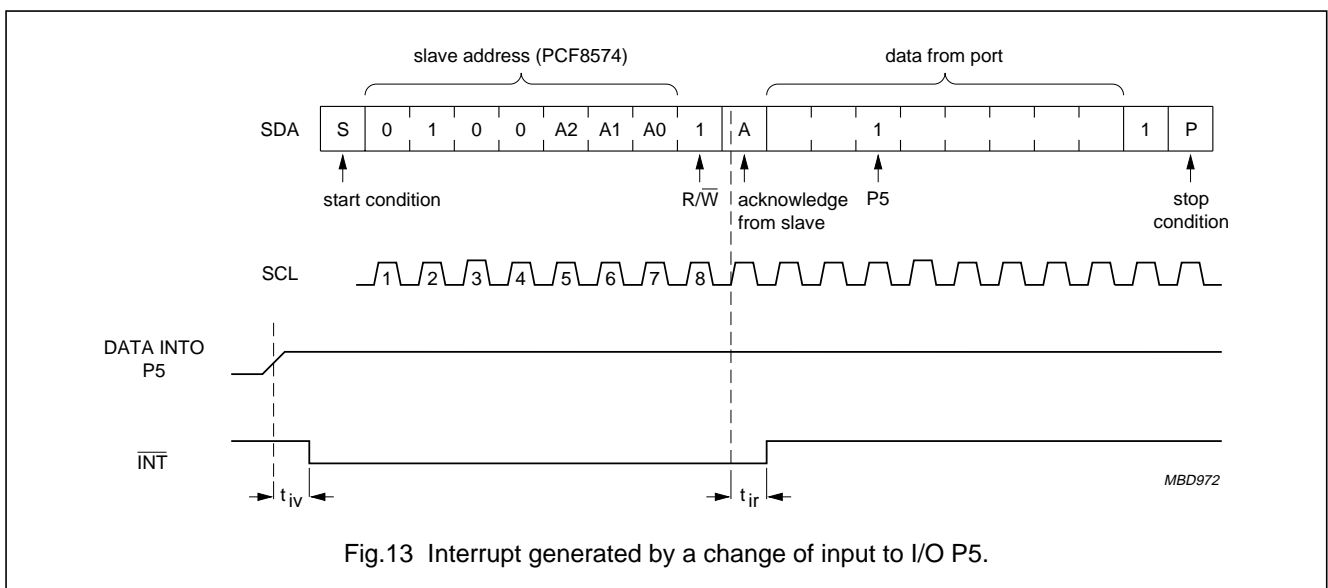 slave address (PCF8574) data from port
SDA S 0 1 0 0 A2 A1 A0 1 A 1 1 P
start condition R/W̅ acknowledge from slave P5 stop condition
SCL 1 2 3 4 5 6 7 8
DATA INTO P5
I̅N̅T̅
t iv t ir
MBD972
Fig.13 Interrupt generated by a change of input to I/O P5.